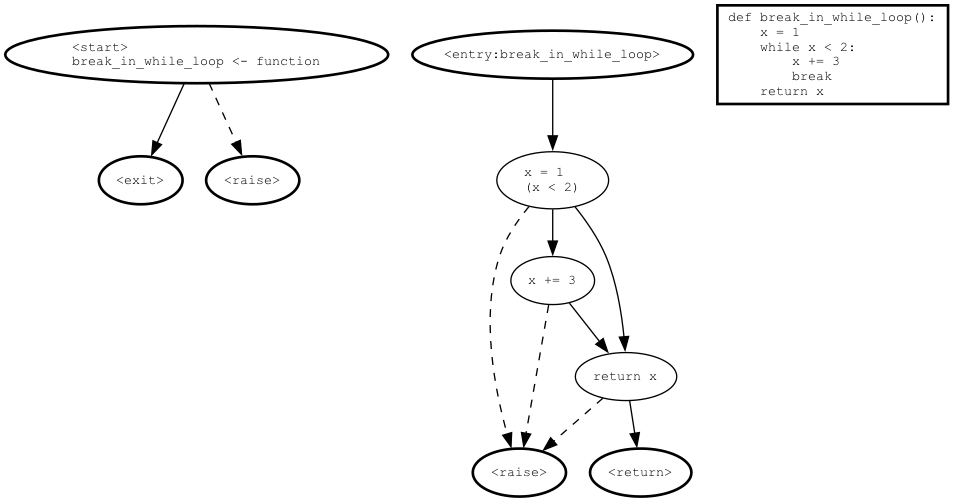 <start>
break_in_while_loop <- function
<exit>
<raise>
<entry:break_in_while_loop>
x = 1
(x < 2)
x += 3
return x
<raise>
<return>
def break_in_while_loop():
    x = 1
    while x < 2:
        x += 3
        break
    return x